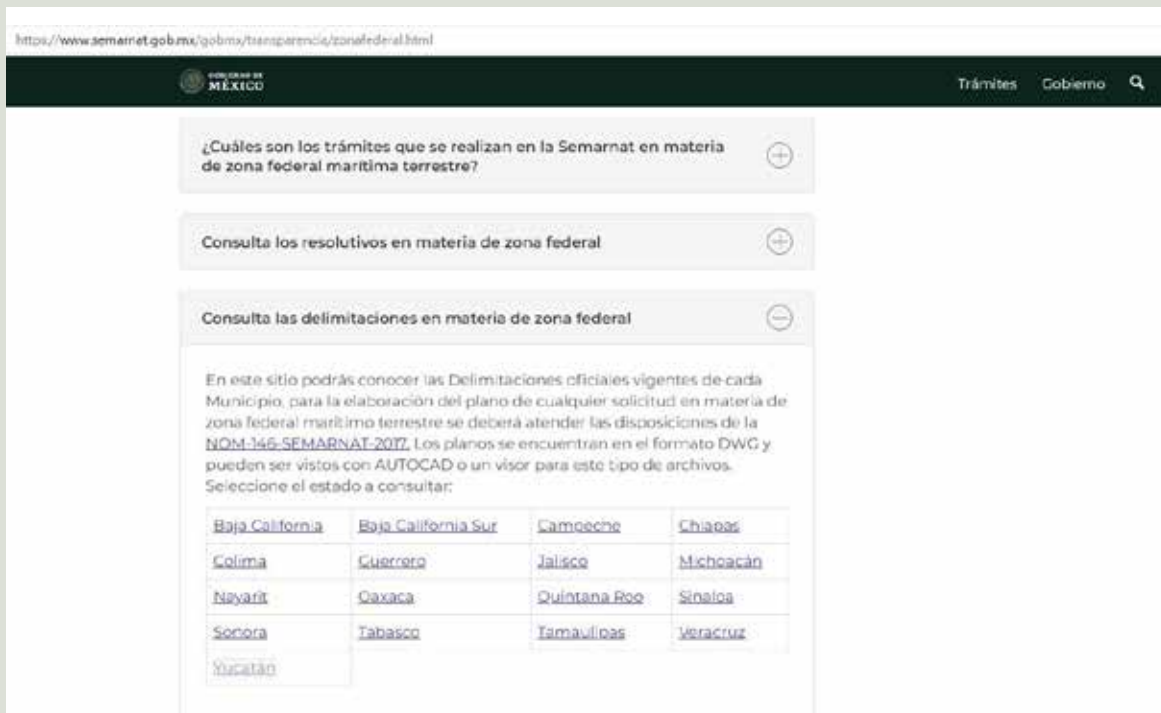 https://www.semarnat.gob.mx/gobmx/transparencia/zonafederal.html
GOBIERNO DE
MÉXICO
Trámites Gobierno
¿Cuáles son los trámites que se realizan en la Semarnat en materia
de zona federal marítima terrestre?
Consulta los resolutivos en materia de zona federal
Consulta las delimitaciones en materia de zona federal
En este sitio podrás conocer las Delimitaciones oficiales vigentes de cada
Municipio, para la elaboración del plano de cualquier solicitud en materia de
zona federal marítimo terrestre se deberá atender las disposiciones de la
NOM-146-SEMARNAT-2017. Los planos se encuentran en el formato DWG y
pueden ser vistos con AUTOCAD o un visor para este tipo de archivos.
Seleccione el estado a consultar:
Baja California Baja California Sur Campeche Chiapas
Colima Guerrero Jalisco Michoacán
Nayarit Oaxaca Quintana Roo Sinaloa
Sonora Tabasco Tamaulipas Veracruz
Yucatán